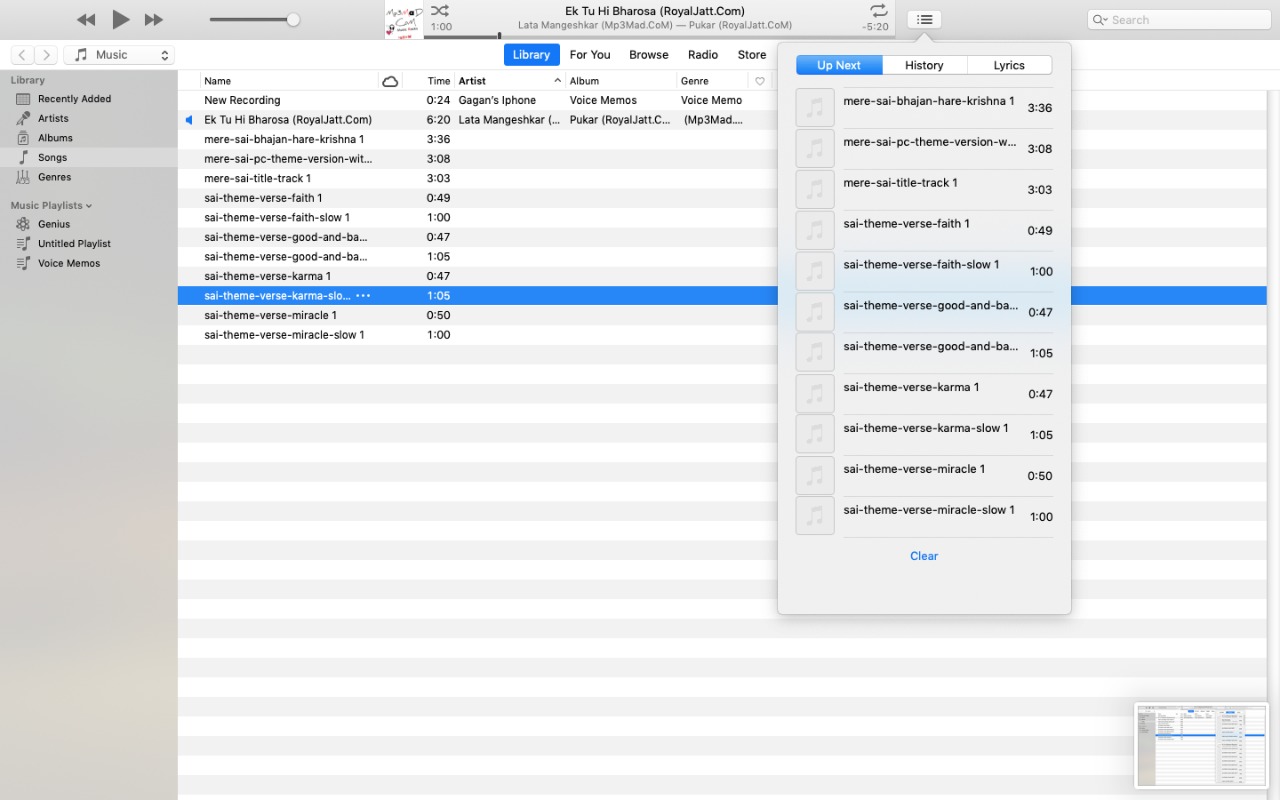 Ek Tu Hi Bharosa (RoyalJatt.Com)
1:00
Lata Mangeshkar (Mp3Mad.CoM) — Pukar (RoyalJatt.CoM)
-5:20
Search
Music
Library For You Browse Radio Store
Library
Recently Added
Artists
Albums
Songs
Genres
Music Playlists
Genius
Untitled Playlist
Voice Memos
Name Time Artist Album Genre
New Recording 0:24 Gagan's Iphone Voice Memos Voice Memo
Ek Tu Hi Bharosa (RoyalJatt.Com) 6:20 Lata Mangeshkar (... Pukar (RoyalJatt.C... (Mp3Mad....
mere-sai-bhajan-hare-krishna 1 3:36
mere-sai-pc-theme-version-wit... 3:08
mere-sai-title-track 1 3:03
sai-theme-verse-faith 1 0:49
sai-theme-verse-faith-slow 1 1:00
sai-theme-verse-good-and-ba... 0:47
sai-theme-verse-good-and-ba... 1:05
sai-theme-verse-karma 1 0:47
sai-theme-verse-karma-slo... ••• 1:05
sai-theme-verse-miracle 1 0:50
sai-theme-verse-miracle-slow 1 1:00
Up Next History Lyrics
mere-sai-bhajan-hare-krishna 1 3:36
mere-sai-pc-theme-version-w... 3:08
mere-sai-title-track 1 3:03
sai-theme-verse-faith 1 0:49
sai-theme-verse-faith-slow 1 1:00
sai-theme-verse-good-and-ba... 0:47
sai-theme-verse-good-and-ba... 1:05
sai-theme-verse-karma 1 0:47
sai-theme-verse-karma-slow 1 1:05
sai-theme-verse-miracle 1 0:50
sai-theme-verse-miracle-slow 1 1:00
Clear